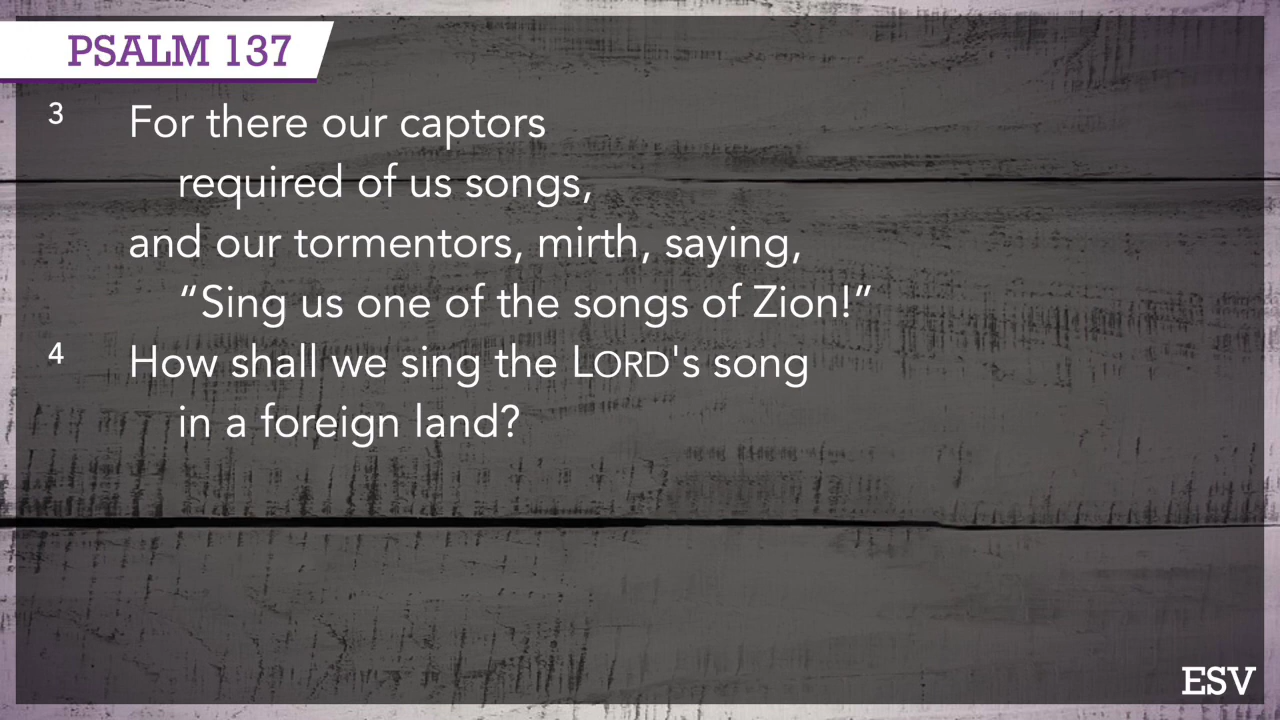 PSALM 137
3 For there our captors
required of us songs,
and our tormentors, mirth, saying,
“Sing us one of the songs of Zion!”
4 How shall we sing the LORD's song
in a foreign land?
ESV